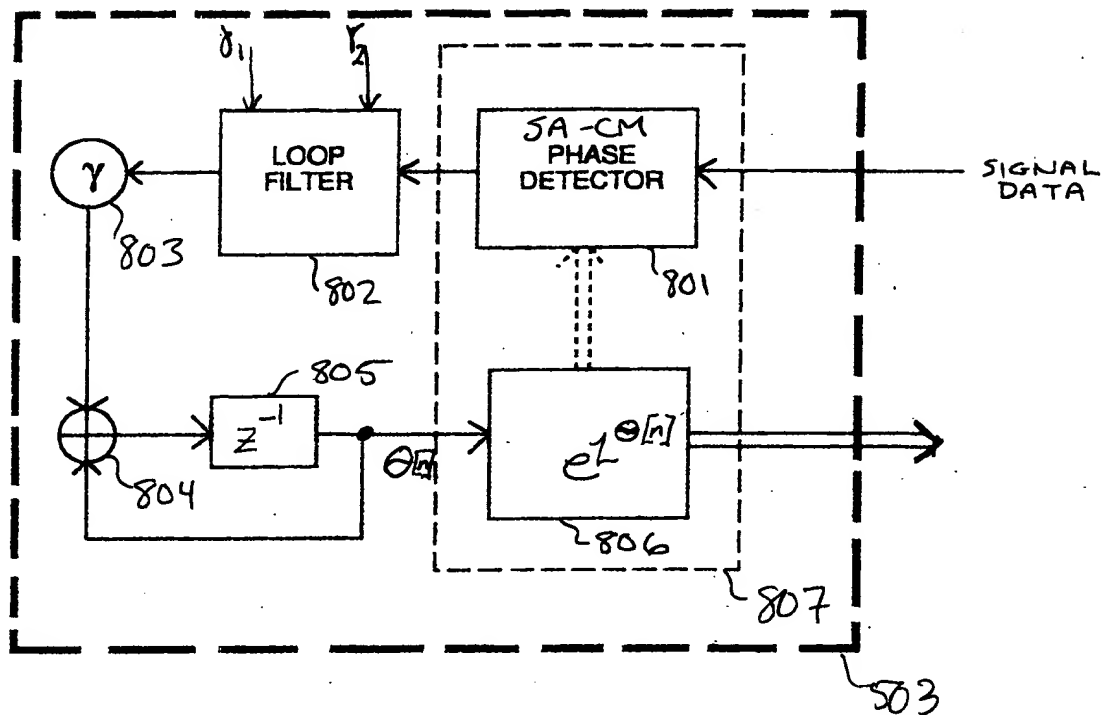 γ₁
γ₂
SA-CM
PHASE
DETECTOR
LOOP
FILTER
γ
SIGNAL
DATA
803
802
801
805
z⁻¹
θ[n]
e^jΘ[n]
804
806
807
503